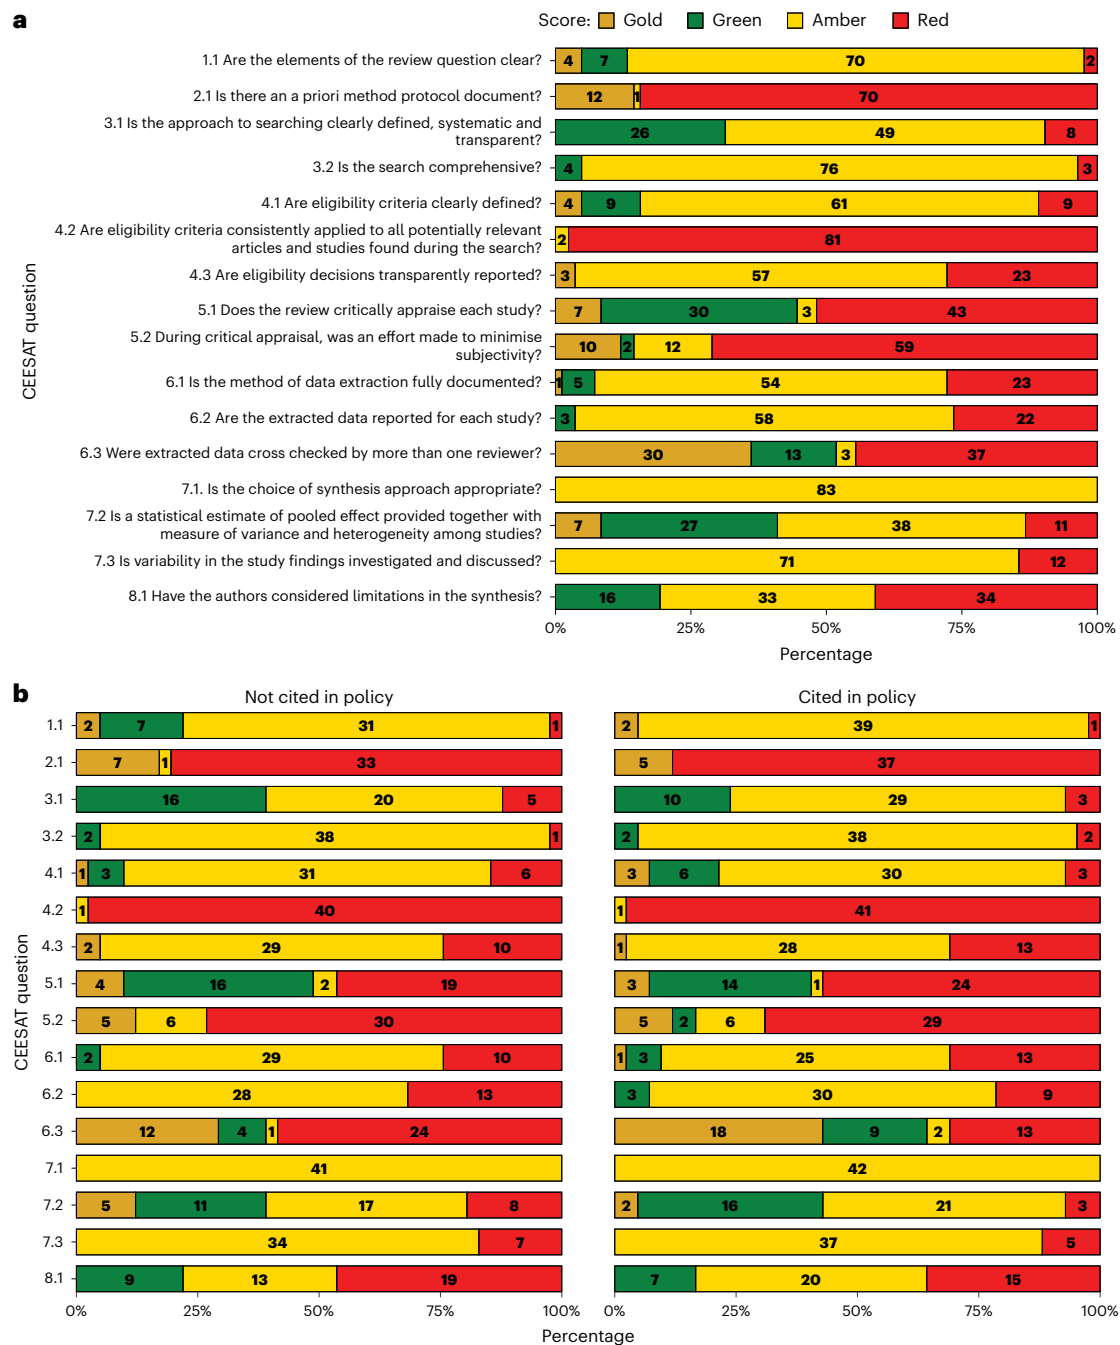 a
Score: Gold Green Amber Red
1.1 Are the elements of the review question clear?
4 7 70 2
2.1 Is there an a priori method protocol document?
12 1 70
3.1 Is the approach to searching clearly defined, systematic and
transparent?
26 49 8
3.2 Is the search comprehensive?
4 76 3
4.1 Are eligibility criteria clearly defined?
4 9 61 9
4.2 Are eligibility criteria consistently applied to all potentially relevant
articles and studies found during the search?
2 81
4.3 Are eligibility decisions transparently reported?
3 57 23
5.1 Does the review critically appraise each study?
7 30 3 43
5.2 During critical appraisal, was an effort made to minimise
subjectivity?
10 2 12 59
6.1 Is the method of data extraction fully documented?
1 5 54 23
6.2 Are the extracted data reported for each study?
3 58 22
6.3 Were extracted data cross checked by more than one reviewer?
30 13 3 37
7.1. Is the choice of synthesis approach appropriate?
83
7.2 Is a statistical estimate of pooled effect provided together with
measure of variance and heterogeneity among studies?
7 27 38 11
7.3 Is variability in the study findings investigated and discussed?
71 12
8.1 Have the authors considered limitations in the synthesis?
16 33 34
CEESAT question
0% 25% 50% 75% 100%
Percentage
b
Not cited in policy Cited in policy
1.1 2 7 31 1 2 39 1
2.1 7 1 33 5 37
3.1 16 20 5 10 29 3
3.2 2 38 1 2 38 2
4.1 1 3 31 6 3 6 30 3
4.2 1 40 1 41
4.3 2 29 10 1 28 13
5.1 4 16 2 19 3 14 1 24
5.2 5 6 30 5 2 6 29
6.1 2 29 10 1 3 25 13
6.2 28 13 3 30 9
6.3 12 4 1 24 18 9 2 13
7.1 41 42
7.2 5 11 17 8 2 16 21 3
7.3 34 7 37 5
8.1 9 13 19 7 20 15
CEESAT question
0% 25% 50% 75% 100% 0% 25% 50% 75% 100%
Percentage